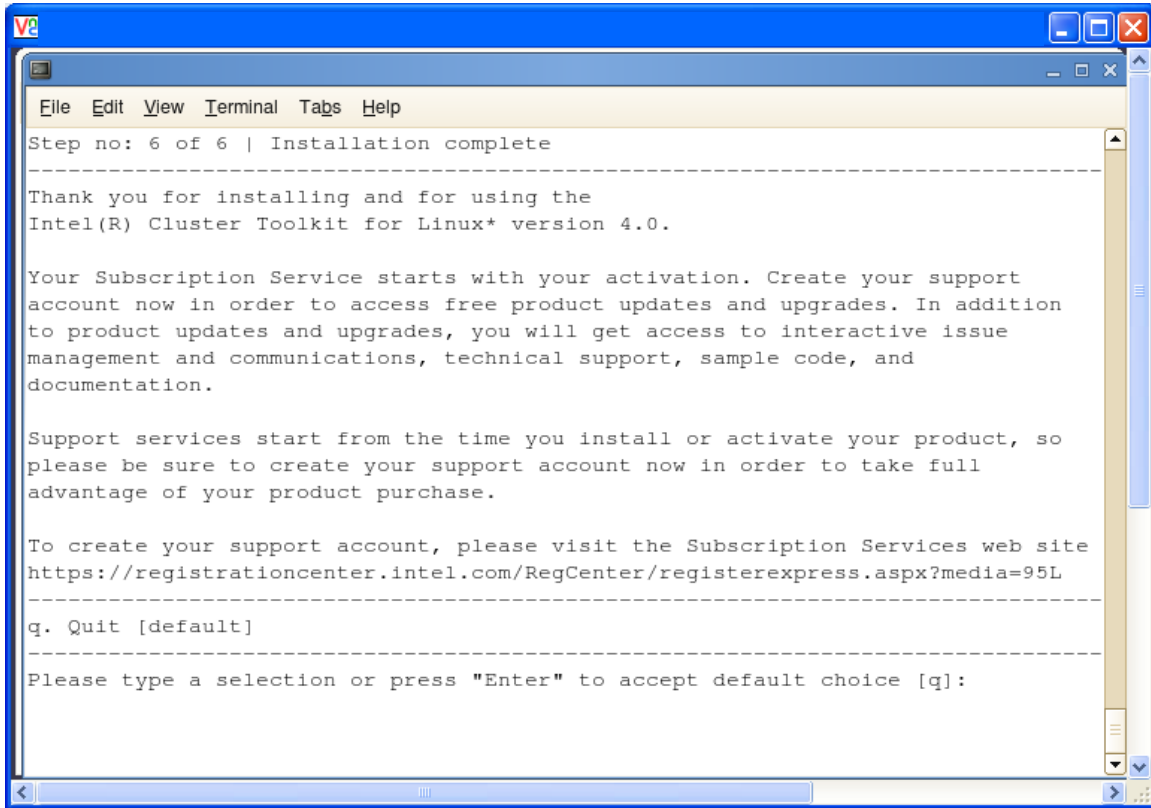 File Edit View Terminal Tabs Help
Step no: 6 of 6 | Installation complete
--------------------------------------------------------------------------------
Thank you for installing and for using the
Intel(R) Cluster Toolkit for Linux* version 4.0.
Your Subscription Service starts with your activation. Create your support
account now in order to access free product updates and upgrades. In addition
to product updates and upgrades, you will get access to interactive issue
management and communications, technical support, sample code, and
documentation.
Support services start from the time you install or activate your product, so
please be sure to create your support account now in order to take full
advantage of your product purchase.
To create your support account, please visit the Subscription Services web site
https://registrationcenter.intel.com/RegCenter/registerexpress.aspx?media=95L
--------------------------------------------------------------------------------
q. Quit [default]
--------------------------------------------------------------------------------
Please type a selection or press "Enter" to accept default choice [q]: